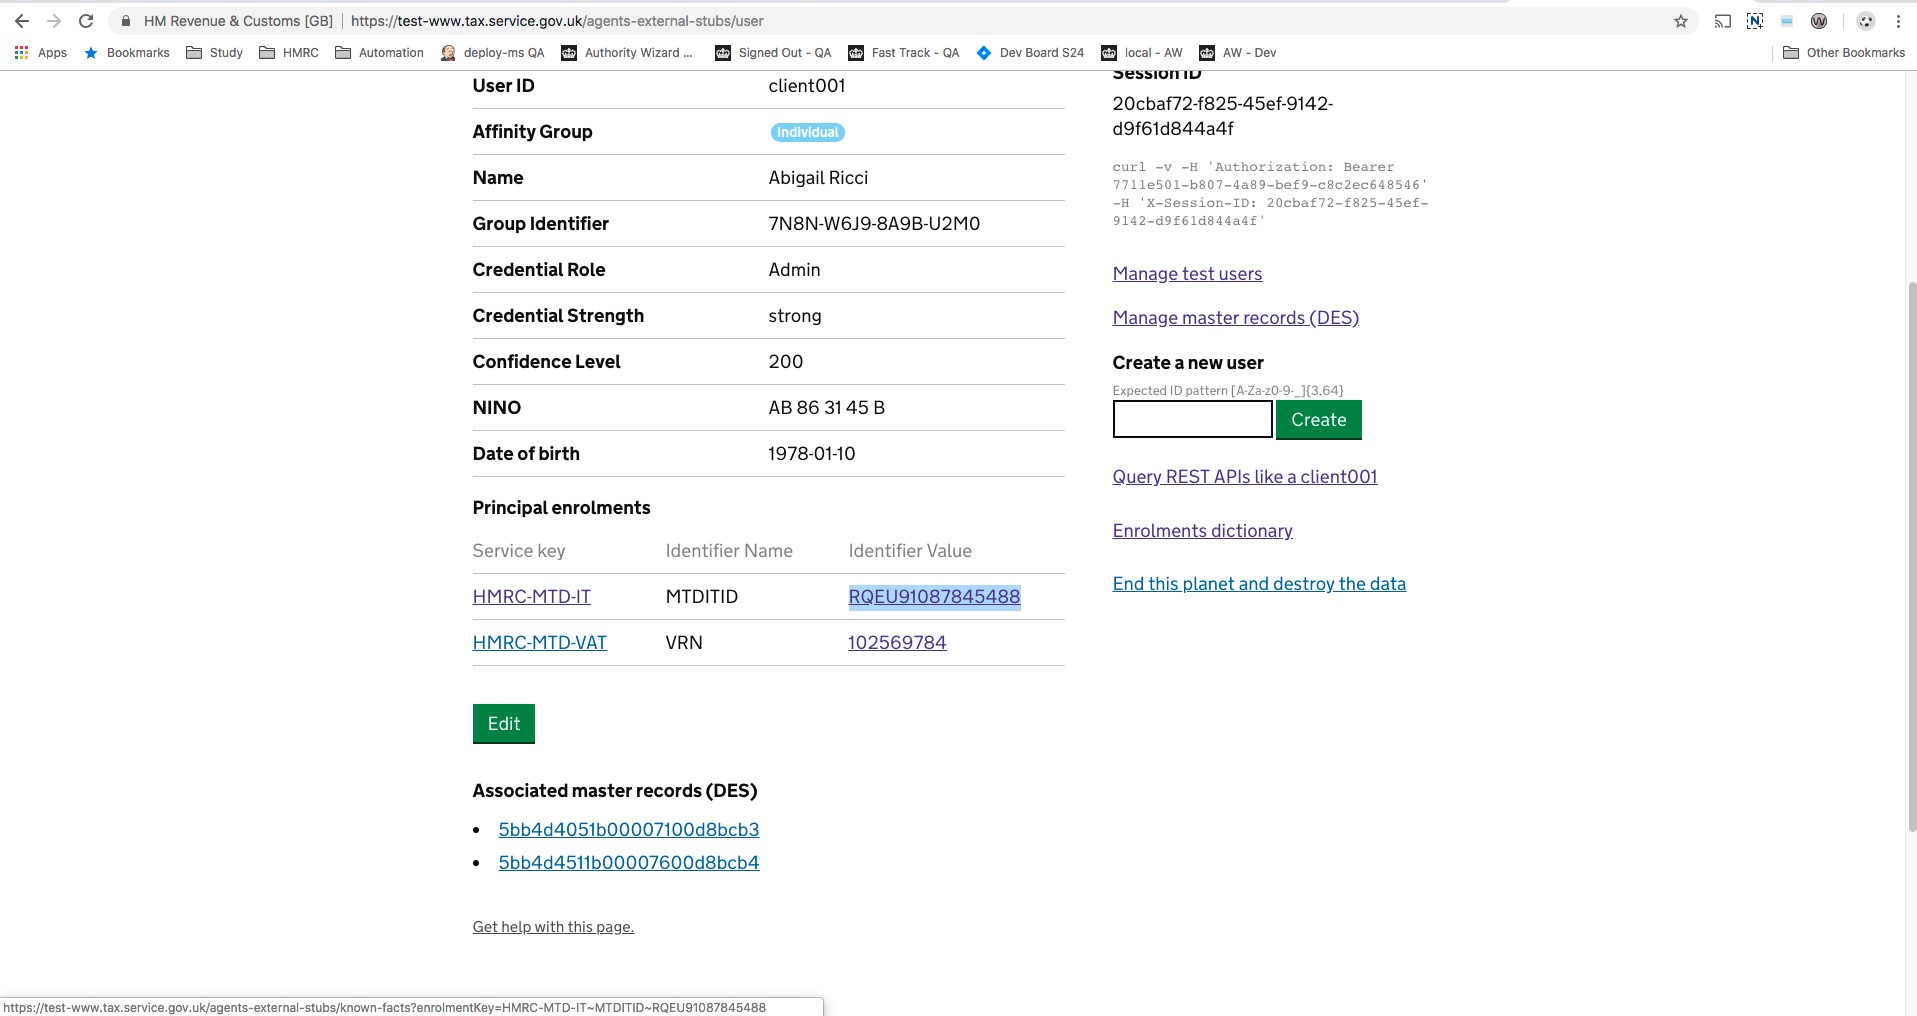 HM Revenue & Customs [GB] | https://test-www.tax.service.gov.uk/agents-external-stubs/user
Apps Bookmarks Study HMRC Automation deploy-ms QA Authority Wizard ... Signed Out - QA Fast Track - QA Dev Board S24 local - AW AW - Dev Other Bookmarks
User ID client001
Affinity Group Individual
Name Abigail Ricci
Group Identifier 7N8N-W6J9-8A9B-U2M0
Credential Role Admin
Credential Strength strong
Confidence Level 200
NINO AB 86 31 45 B
Date of birth 1978-01-10
Principal enrolments
Service key Identifier Name Identifier Value
HMRC-MTD-IT MTDITID RQEU91087845488
HMRC-MTD-VAT VRN 102569784
Edit
Associated master records (DES)
• 5bb4d4051b00007100d8bcb3
• 5bb4d4511b00007600d8bcb4
Get help with this page.
Session ID
20cbaf72-f825-45ef-9142-
d9f61d844a4f
curl -v -H 'Authorization: Bearer
7711e501-b807-4a89-bef9-c8c2ec648546'
-H 'X-Session-ID: 20cbaf72-f825-45ef-
9142-d9f61d844a4f'
Manage test users
Manage master records (DES)
Create a new user
Expected ID pattern [A-Za-z0-9-_]{3,64}
Create
Query REST APIs like a client001
Enrolments dictionary
End this planet and destroy the data
https://test-www.tax.service.gov.uk/agents-external-stubs/known-facts?enrolmentKey=HMRC-MTD-IT~MTDITID~RQEU91087845488